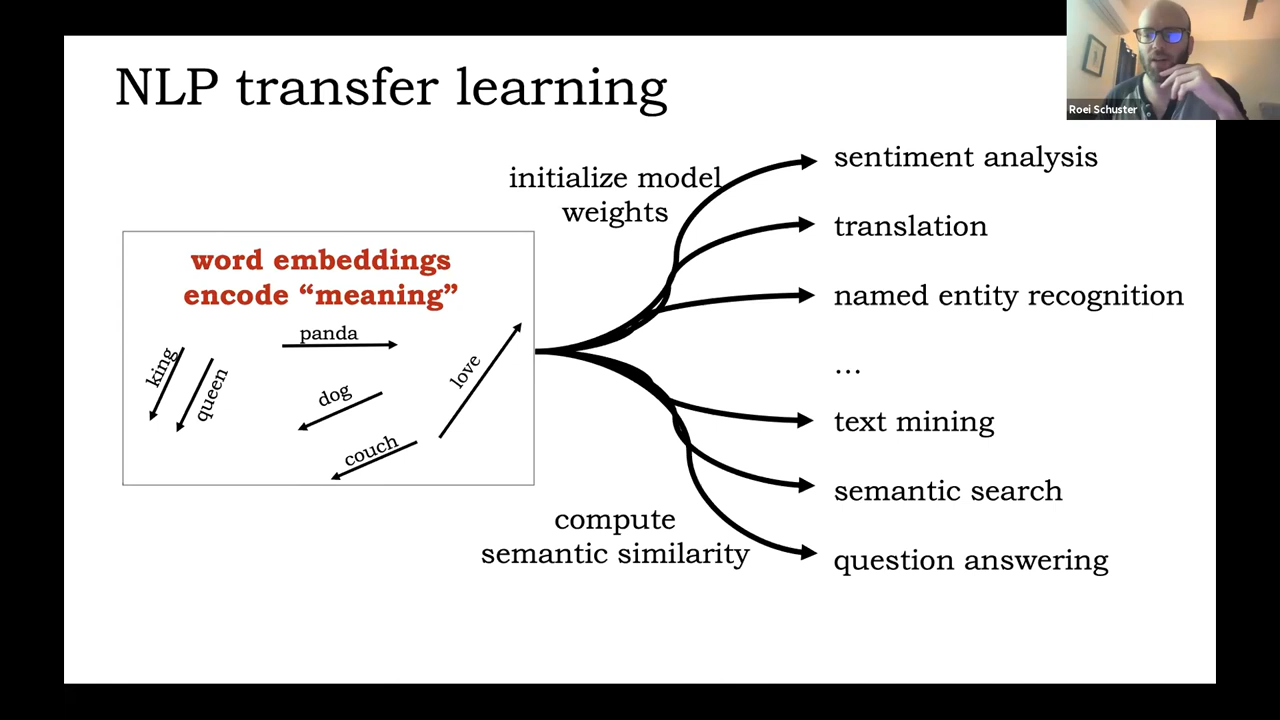 NLP transfer learning
Roei Schuster
initialize model
weights
word embeddings
encode “meaning”
king
queen
panda
dog
couch
love
compute
semantic similarity
sentiment analysis
translation
named entity recognition
...
text mining
semantic search
question answering